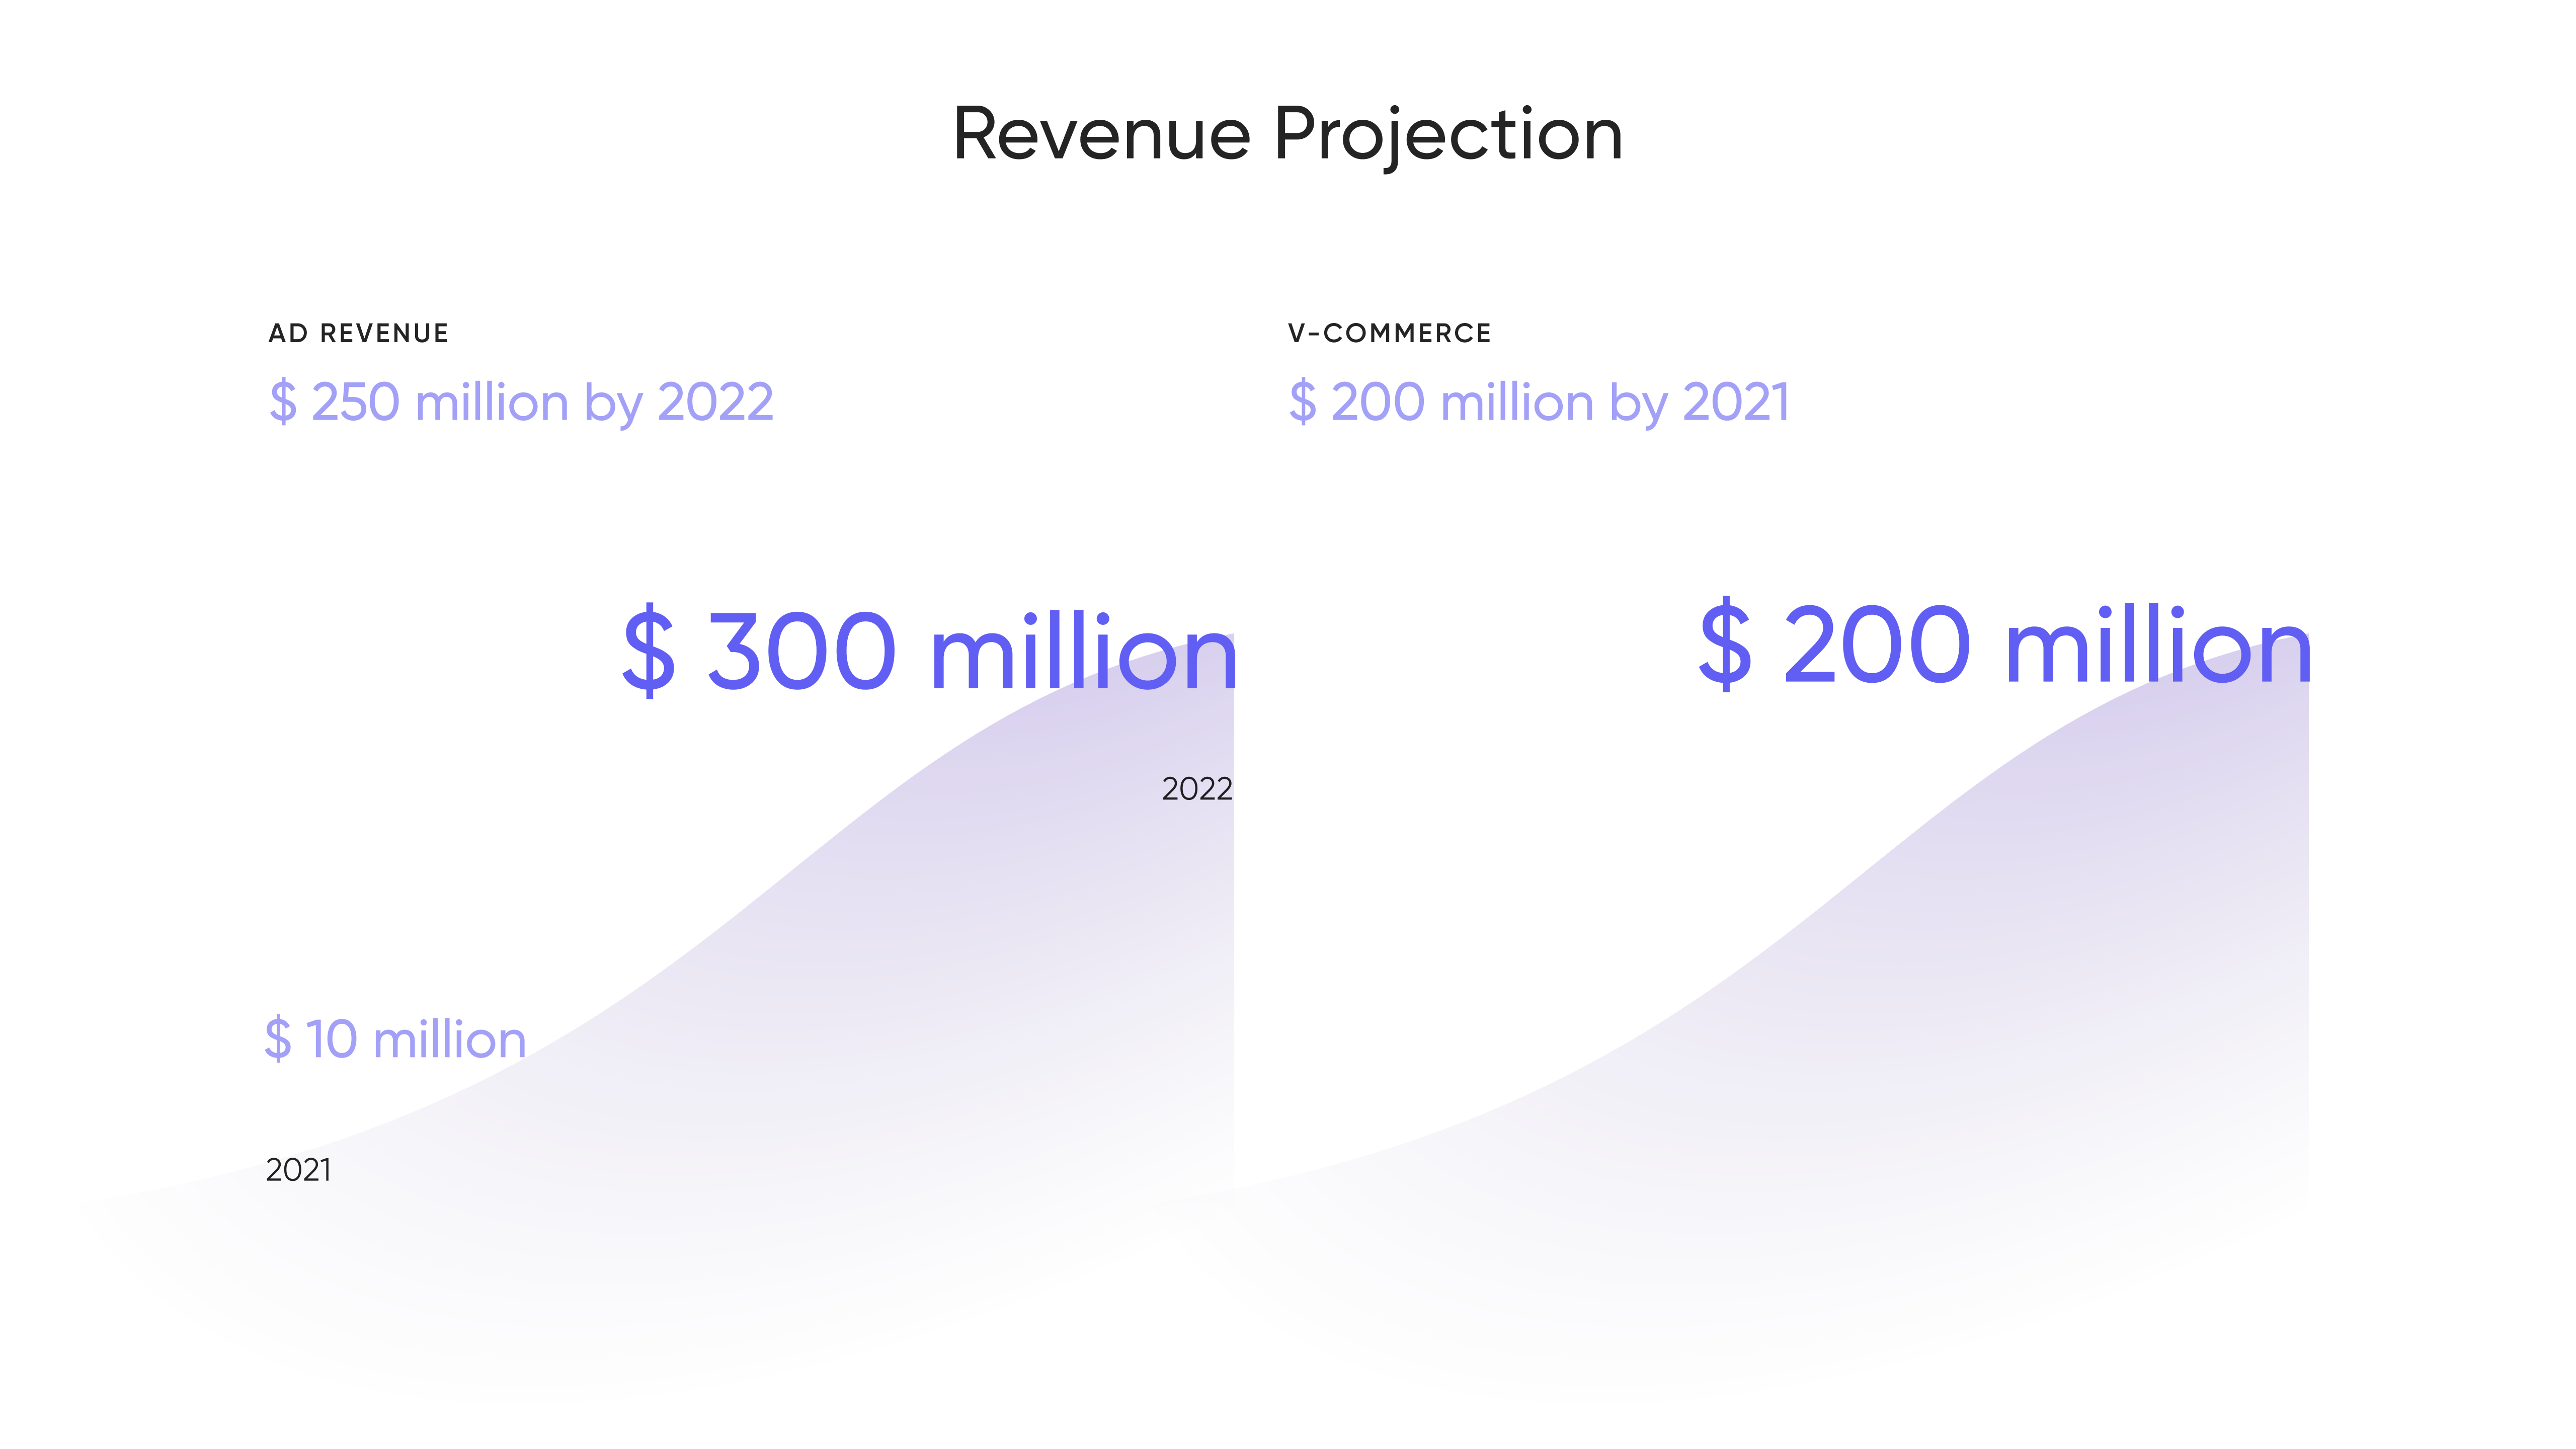 Revenue Projection
AD REVENUE
$ 250 million by 2022
$ 300 million
2022
$ 10 million
2021
V-COMMERCE
$ 200 million by 2021
$ 200 million